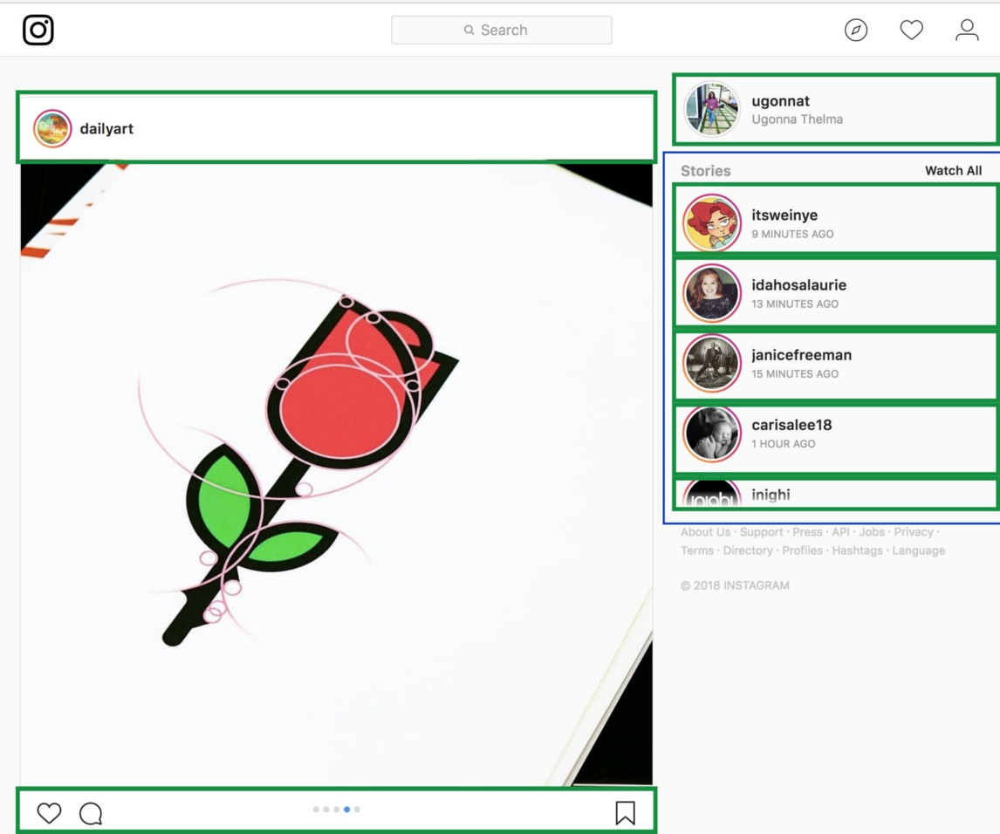 Search
dailyart
ugonnat
Ugonna Thelma
Stories Watch All
itsweinye
9 MINUTES AGO
idahosalaurie
13 MINUTES AGO
janicefreeman
15 MINUTES AGO
carisalee18
1 HOUR AGO
inighi
inighi
About Us · Support · Press · API · Jobs · Privacy ·
Terms · Directory · Profiles · Hashtags · Language
© 2018 INSTAGRAM